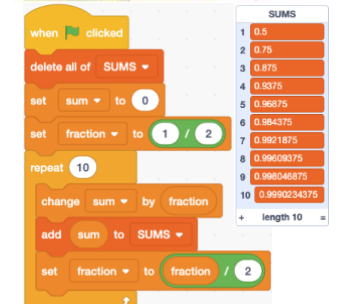 when clicked
delete all of SUMS
set sum to 0
set fraction to 1 / 2
repeat 10
change sum by fraction
add sum to SUMS
set fraction to fraction / 2
SUMS
1 0.5
2 0.75
3 0.875
4 0.9375
5 0.96875
6 0.984375
7 0.9921875
8 0.99609375
9 0.998046875
10 0.9990234375
+ length 10 =